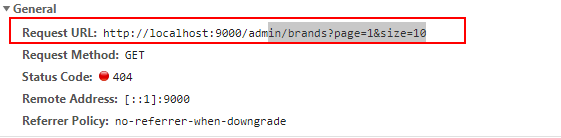 General
Request URL: http://localhost:9000/admin/brands?page=1&size=10
Request Method: GET
Status Code: 404
Remote Address: [::1]:9000
Referrer Policy: no-referrer-when-downgrade